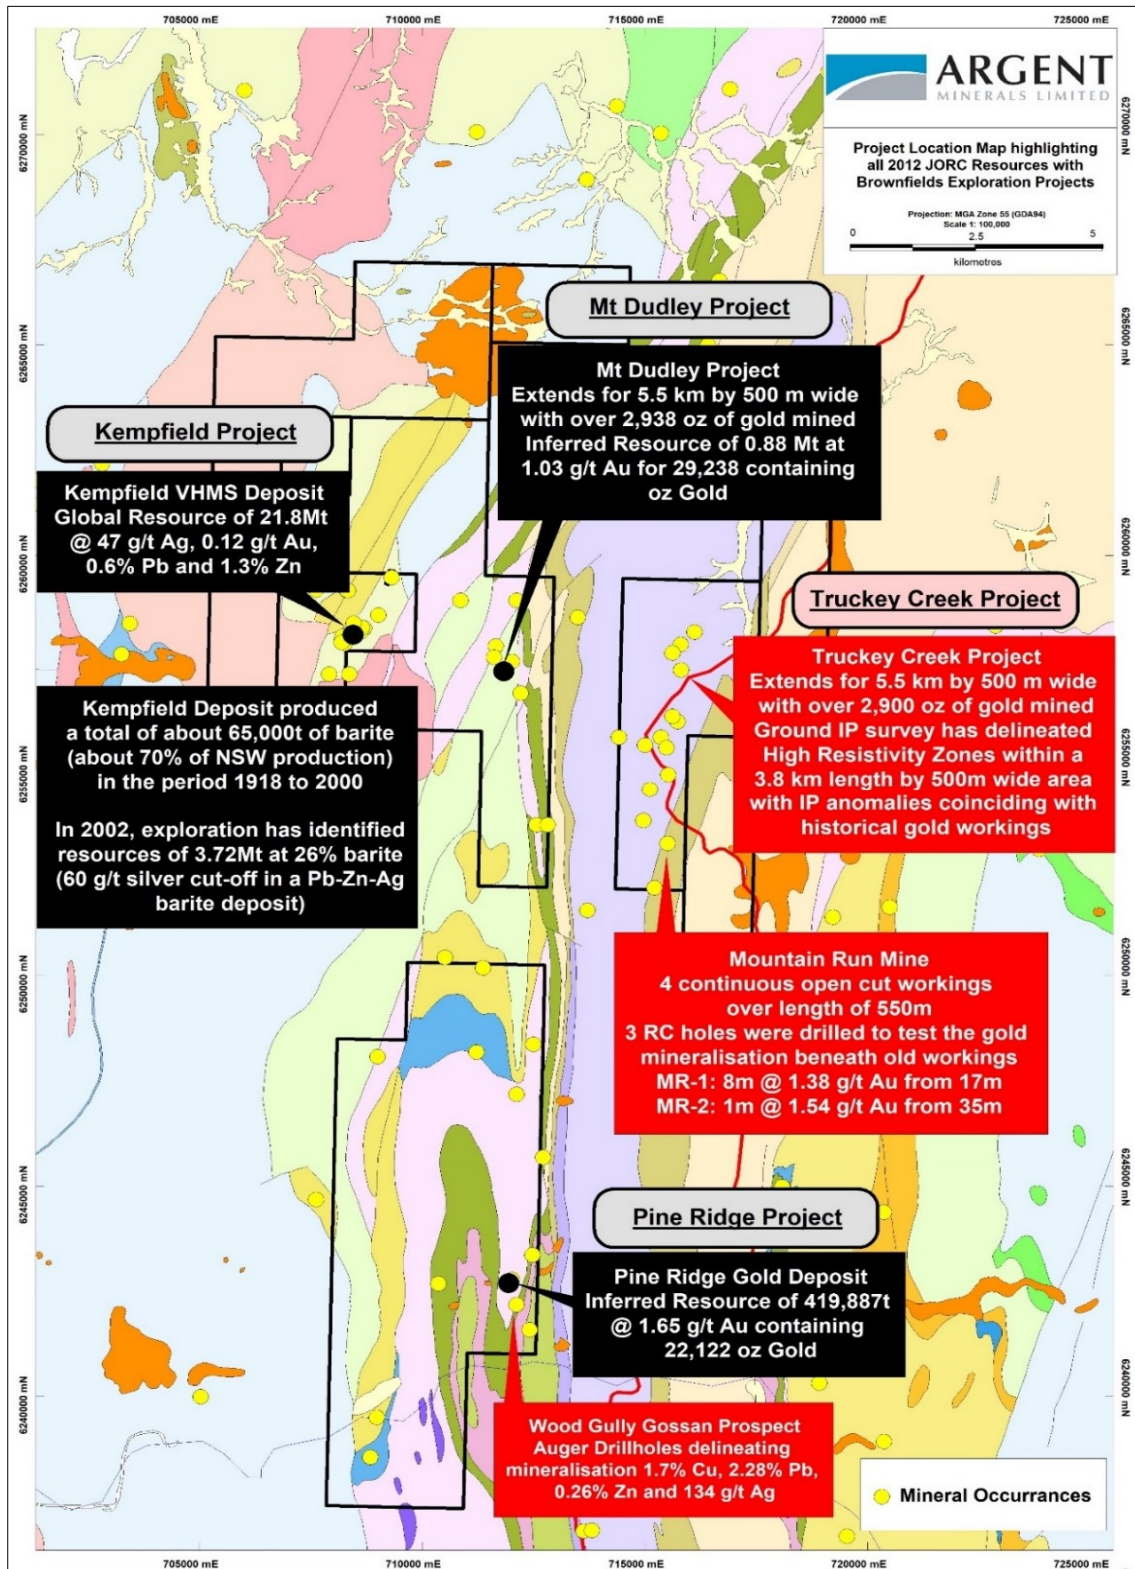 705000 mE
710000 mE
715000 mE
720000 mE
725000 mE
ARGENT
MINERALS LIMITED
Project Location Map highlighting
all 2012 JORC Resources with
Brownfields Exploration Projects
Projection: MGA Zone 55 (GDA94)
Scale 1: 100,000
0
2.5
5
kilometres
6270000 mN
6270000 mN
Mt Dudley Project
6265000 mN
6265000 mN
Mt Dudley Project
Extends for 5.5 km by 500 m wide
with over 2,938 oz of gold mined
Inferred Resource of 0.88 Mt at
1.03 g/t Au for 29,238 containing
oz Gold
Kempfield Project
Kempfield VHMS Deposit
Global Resource of 21.8Mt
@ 47 g/t Ag, 0.12 g/t Au,
0.6% Pb and 1.3% Zn
6260000 mN
6260000 mN
Truckey Creek Project
Truckey Creek Project
Extends for 5.5 km by 500 m wide
with over 2,900 oz of gold mined
Ground IP survey has delineated
High Resistivity Zones within a
3.8 km length by 500m wide area
with IP anomalies coinciding with
historical gold workings
Kempfield Deposit produced
a total of about 65,000t of barite
(about 70% of NSW production)
in the period 1918 to 2000
In 2002, exploration has identified
resources of 3.72Mt at 26% barite
(60 g/t silver cut-off in a Pb-Zn-Ag
barite deposit)
6255000 mN
6255000 mN
Mountain Run Mine
4 continuous open cut workings
over length of 550m
3 RC holes were drilled to test the gold
mineralisation beneath old workings
MR-1: 8m @ 1.38 g/t Au from 17m
MR-2: 1m @ 1.54 g/t Au from 35m
6250000 mN
6250000 mN
6245000 mN
6245000 mN
Pine Ridge Project
Pine Ridge Gold Deposit
Inferred Resource of 419,887t
@ 1.65 g/t Au containing
22,122 oz Gold
6240000 mN
6240000 mN
Wood Gully Gossan Prospect
Auger Drillholes delineating
mineralisation 1.7% Cu, 2.28% Pb,
0.26% Zn and 134 g/t Ag
Mineral Occurrances
705000 mE
710000 mE
715000 mE
720000 mE
725000 mE